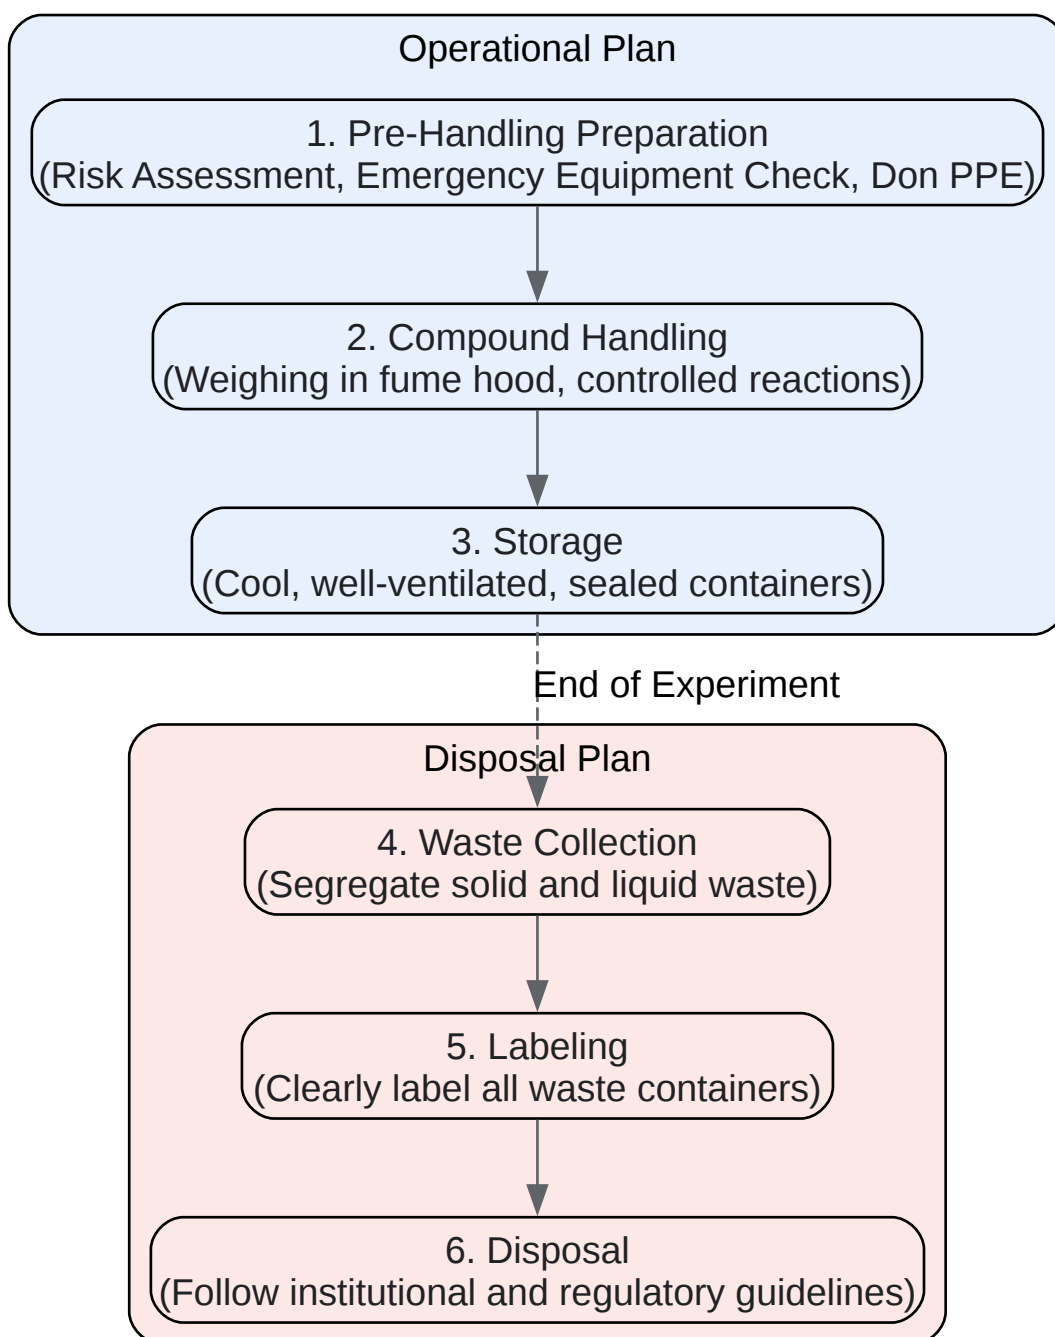 Operational Plan
1. Pre-Handling Preparation
(Risk Assessment, Emergency Equipment Check, Don PPE)
2. Compound Handling
(Weighing in fume hood, controlled reactions)
3. Storage
(Cool, well-ventilated, sealed containers)
End of Experiment
Disposal Plan
4. Waste Collection
(Segregate solid and liquid waste)
5. Labeling
(Clearly label all waste containers)
6. Disposal
(Follow institutional and regulatory guidelines)